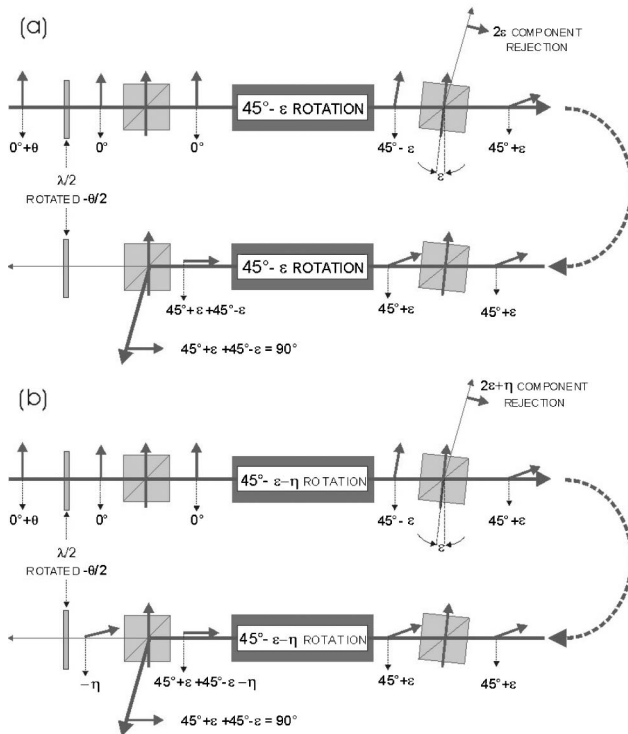 (a)
2ε COMPONENT
REJECTION
45°- ε ROTATION
0°+θ
0°
0°
45°- ε
45°+ε
ε
λ/2
ROTATED -θ/2
45°- ε ROTATION
45°+ε +45°-ε
45°+ε
45°+ε
45°+ε +45°-ε = 90°
(b)
2ε+η COMPONENT
REJECTION
45°- ε-η ROTATION
0°+θ
0°
0°
45°- ε
45°+ε
ε
λ/2
ROTATED -θ/2
45°- ε-η ROTATION
-η
45°+ε +45°-ε -η
45°+ε
45°+ε
45°+ε +45°-ε = 90°